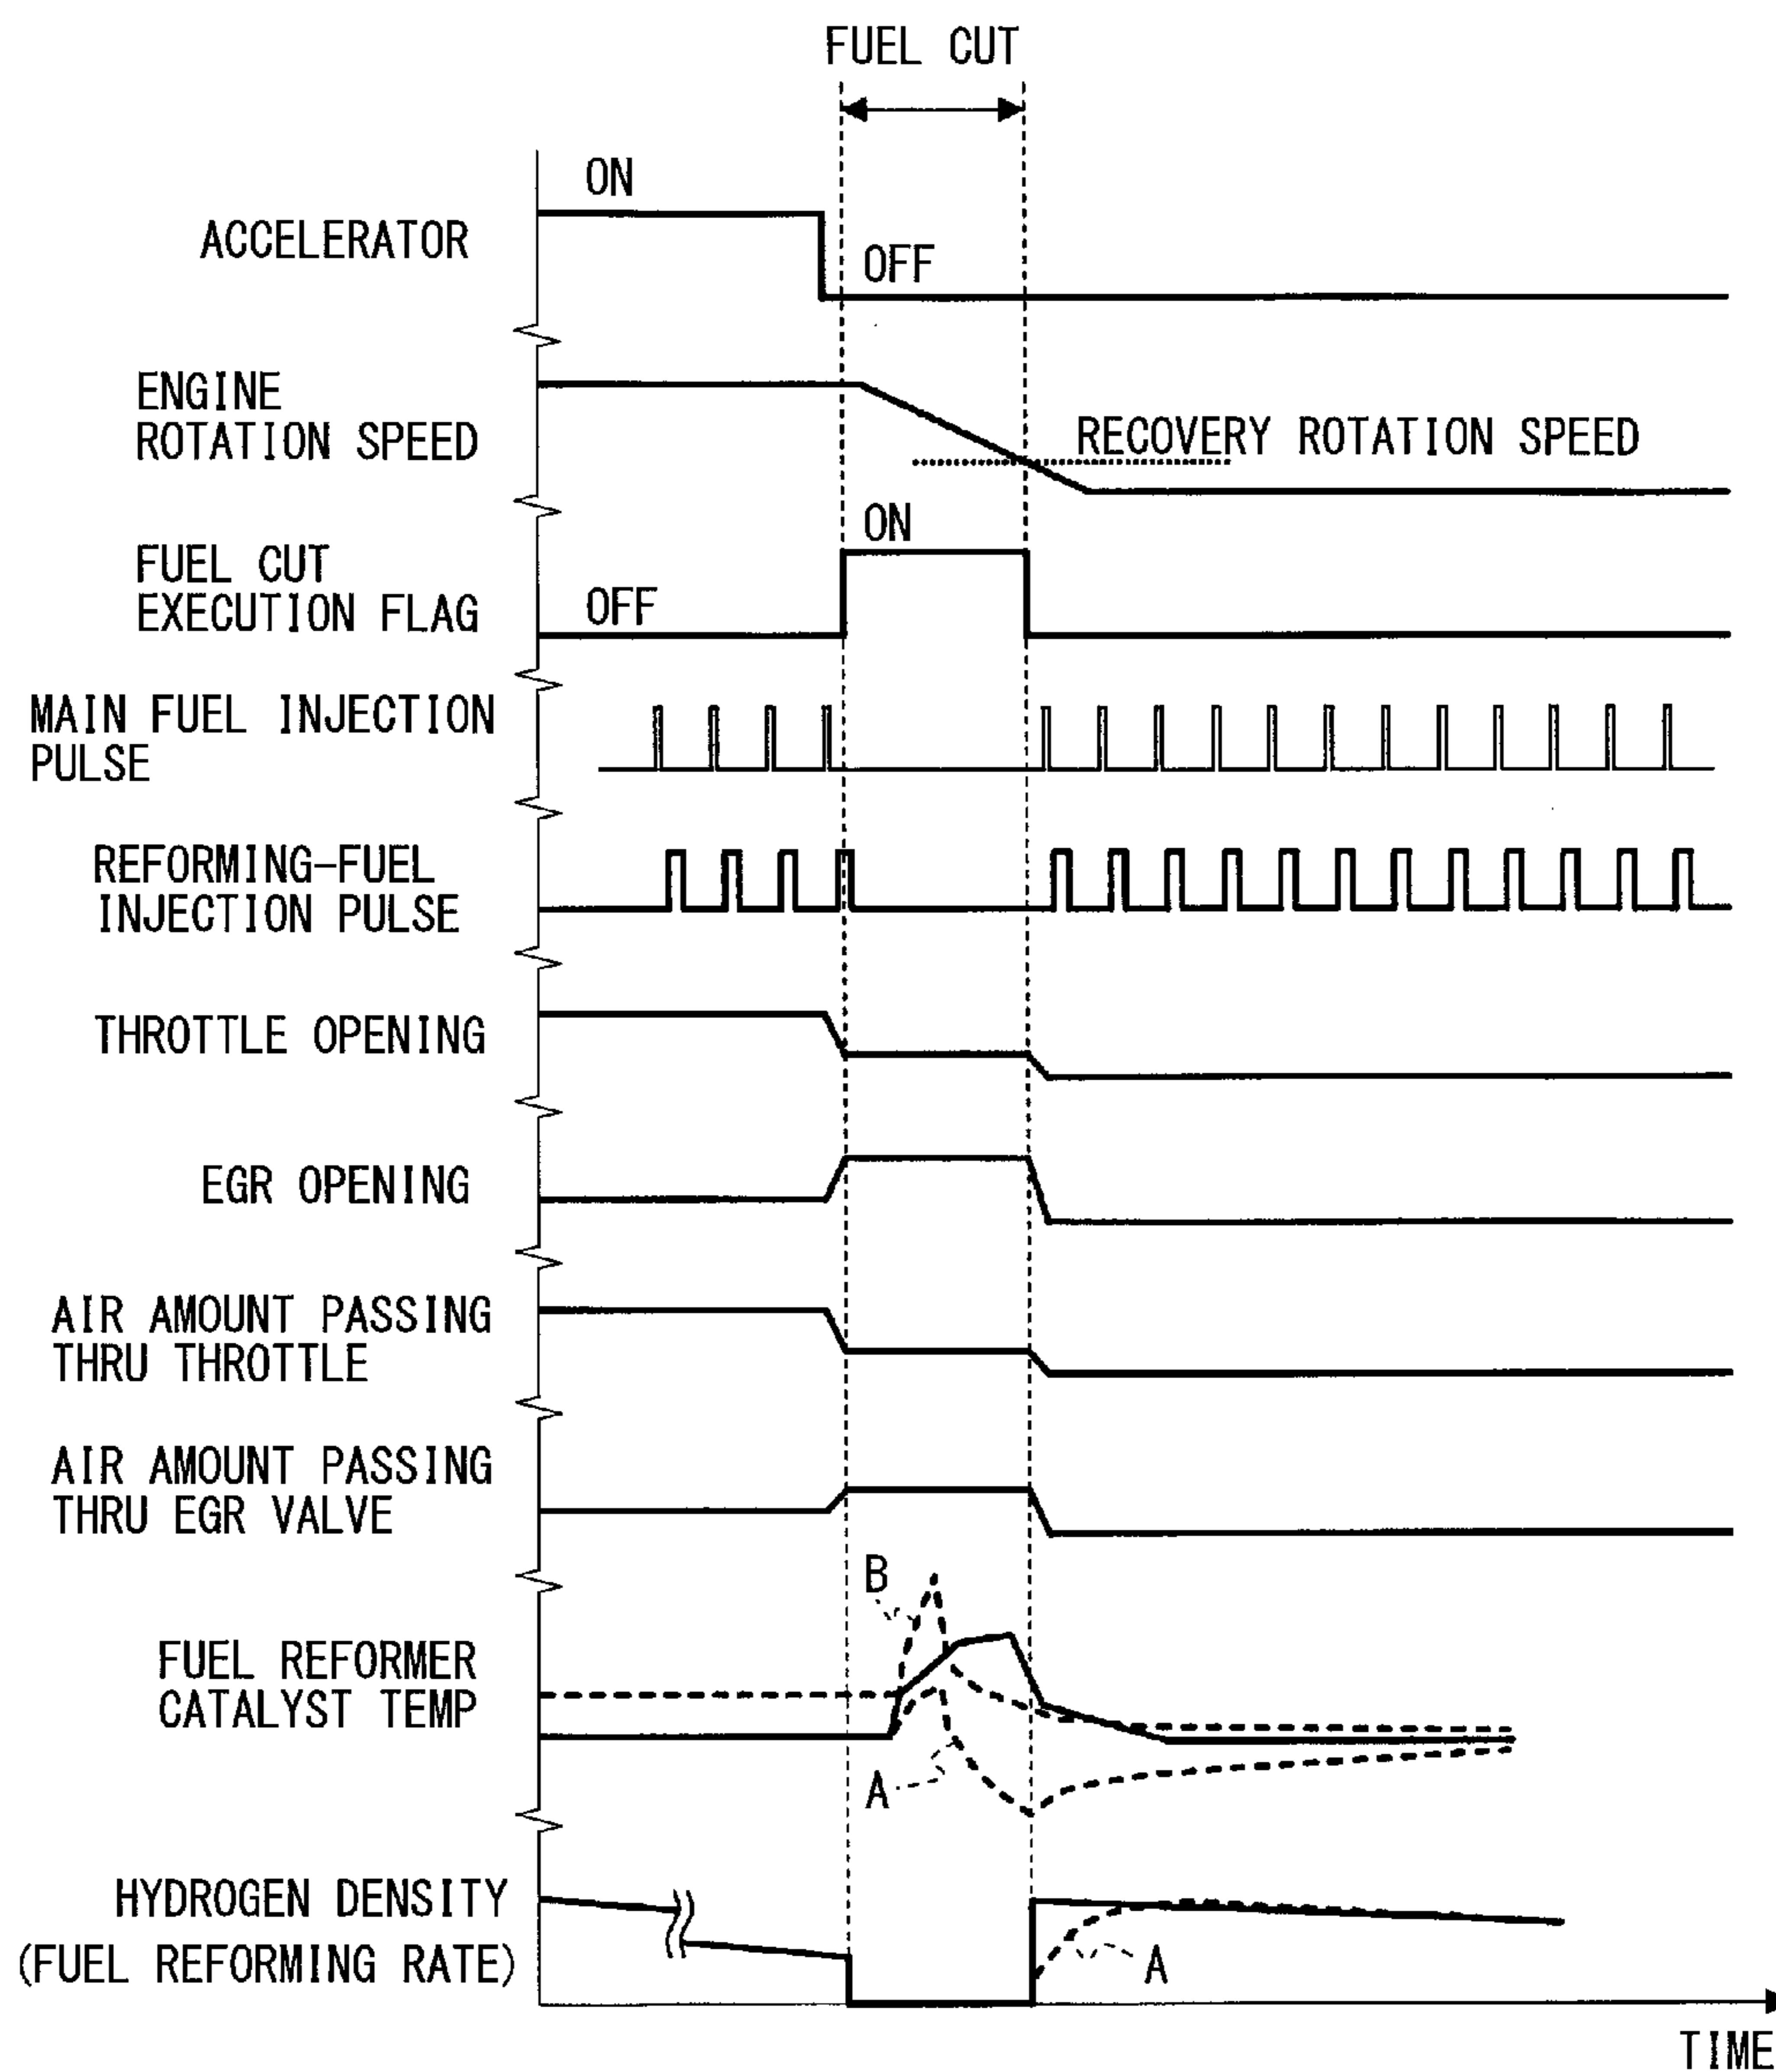 FUEL CUT
ON
ACCELERATOR
OFF
ENGINE
ROTATION SPEED
RECOVERY ROTATION SPEED
ON
FUEL CUT
EXECUTION FLAG
OFF
MAIN FUEL INJECTION
PULSE
REFORMING-FUEL
INJECTION PULSE
THROTTLE OPENING
EGR OPENING
AIR AMOUNT PASSING
THRU THROTTLE
AIR AMOUNT PASSING
THRU EGR VALVE
B
FUEL REFORMER
CATALYST TEMP
A
HYDROGEN DENSITY
(FUEL REFORMING RATE)
A
TIME